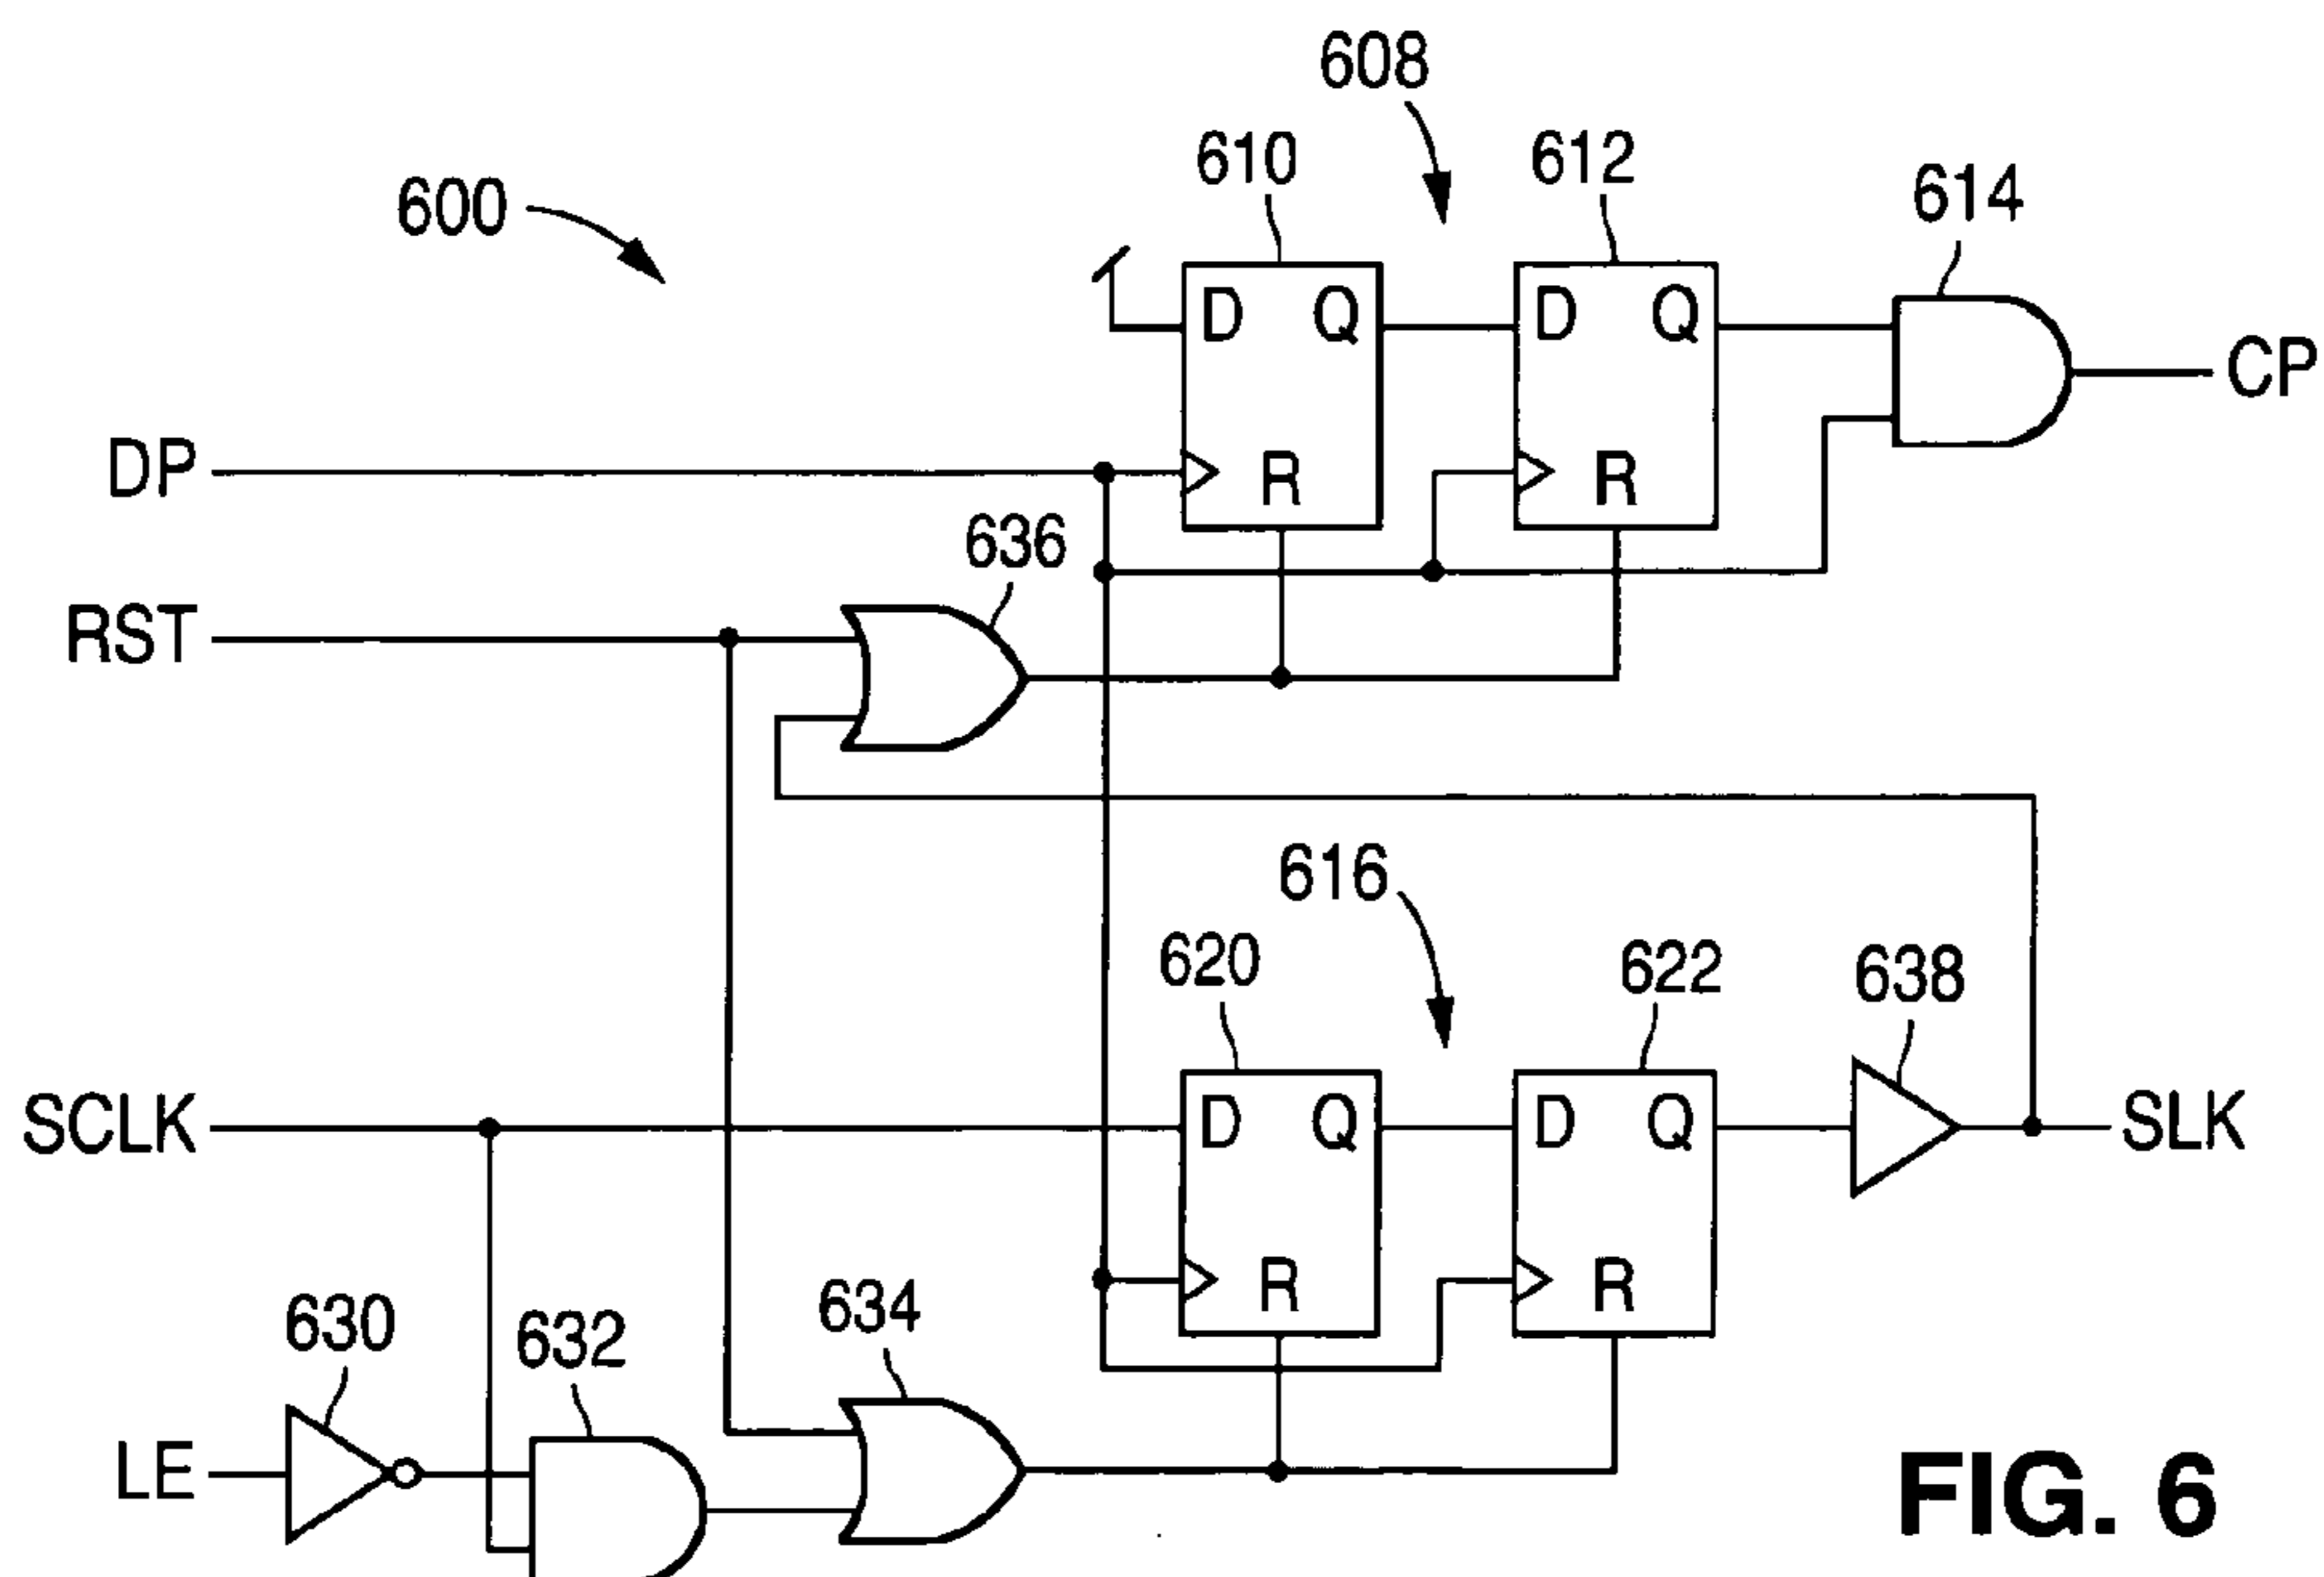 608
610
612
614
600
D Q
D Q
CP
DP
R
R
636
RST
616
620
622
638
SCLK
D Q
D Q
SLK
R
R
630
632
634
LE
FIG. 6